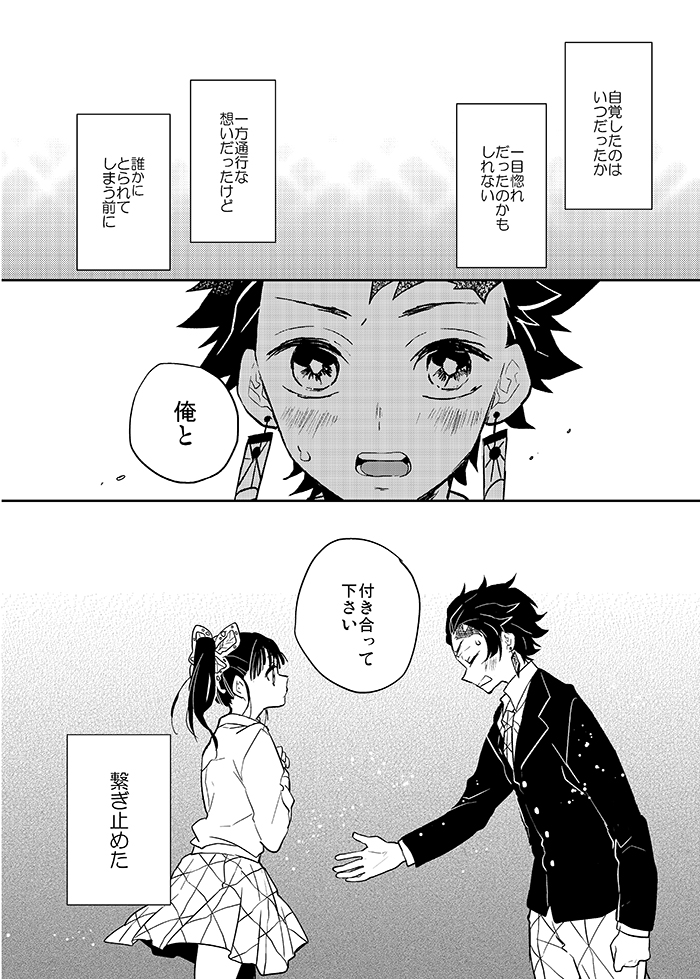 自覚したのは
いつだったか
一目惚れ
だったのかも
しれない
一方通行な
想いだったけど
誰かに
とられて
しまう前に
俺と
付き合って
下さい
繋ぎ止めた